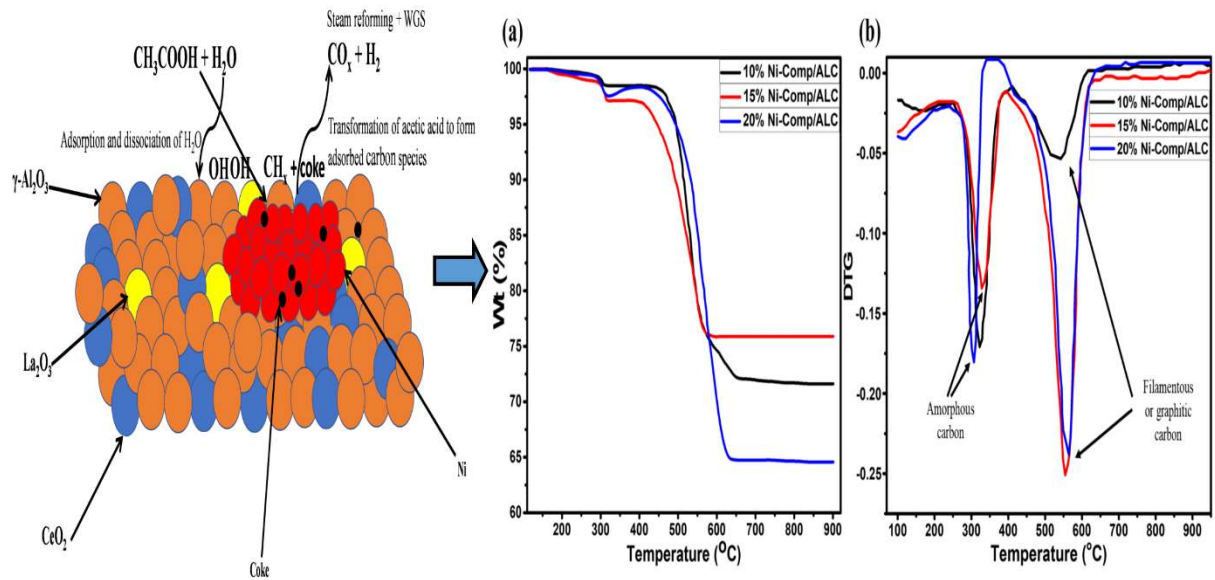 Steam reforming + WGS
COₓ + H₂
CH₃COOH + H₂O
Adsorption and dissociation of H₂O
Transformation of acetic acid to form
adsorbed carbon species
OHOH
CHₓ + coke
γ-Al₂O₃
La₂O₃
CeO₂
Coke
Ni
(a)
10% Ni-Comp/ALC
15% Ni-Comp/ALC
20% Ni-Comp/ALC
Wt (%)
100
95
90
85
80
75
70
65
60
200 300 400 500 600 700 800 900
Temperature (⁰C)
(b)
10% Ni-Comp/ALC
15% Ni-Comp/ALC
20% Ni-Comp/ALC
DTG
0.00
-0.05
-0.10
-0.15
-0.20
-0.25
Amorphous
carbon
Filamentous
or graphitic
carbon
100 200 300 400 500 600 700 800 900
Temperature (⁰C)